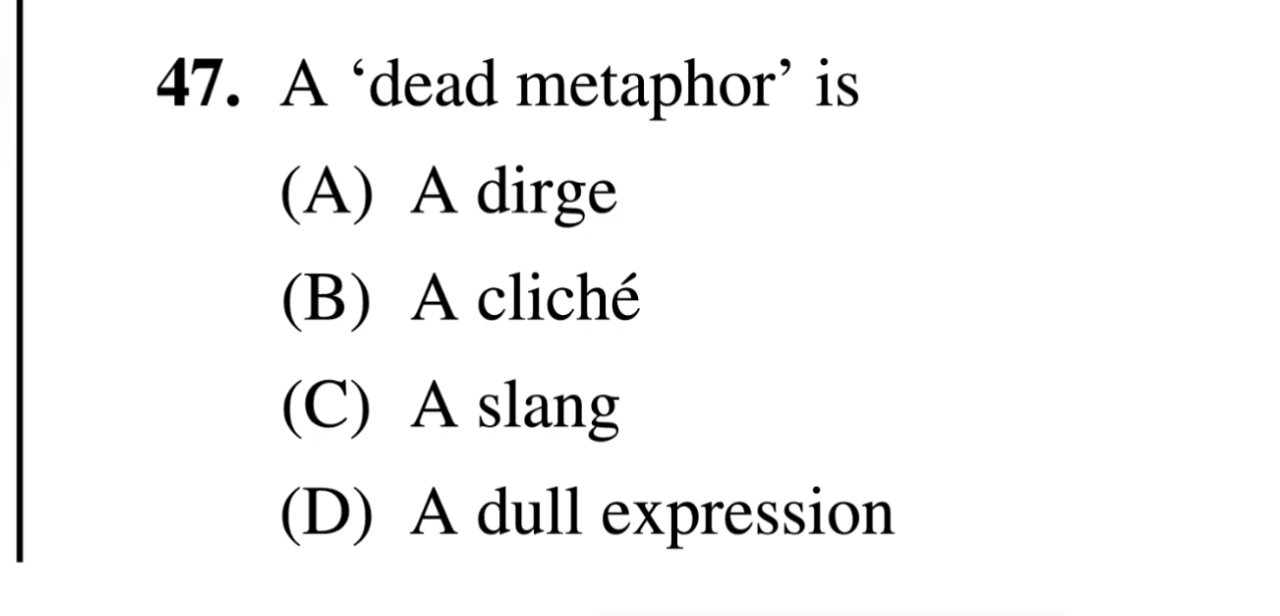 47. A ‘dead metaphor’ is
(A) A dirge
(B) A cliché
(C) A slang
(D) A dull expression